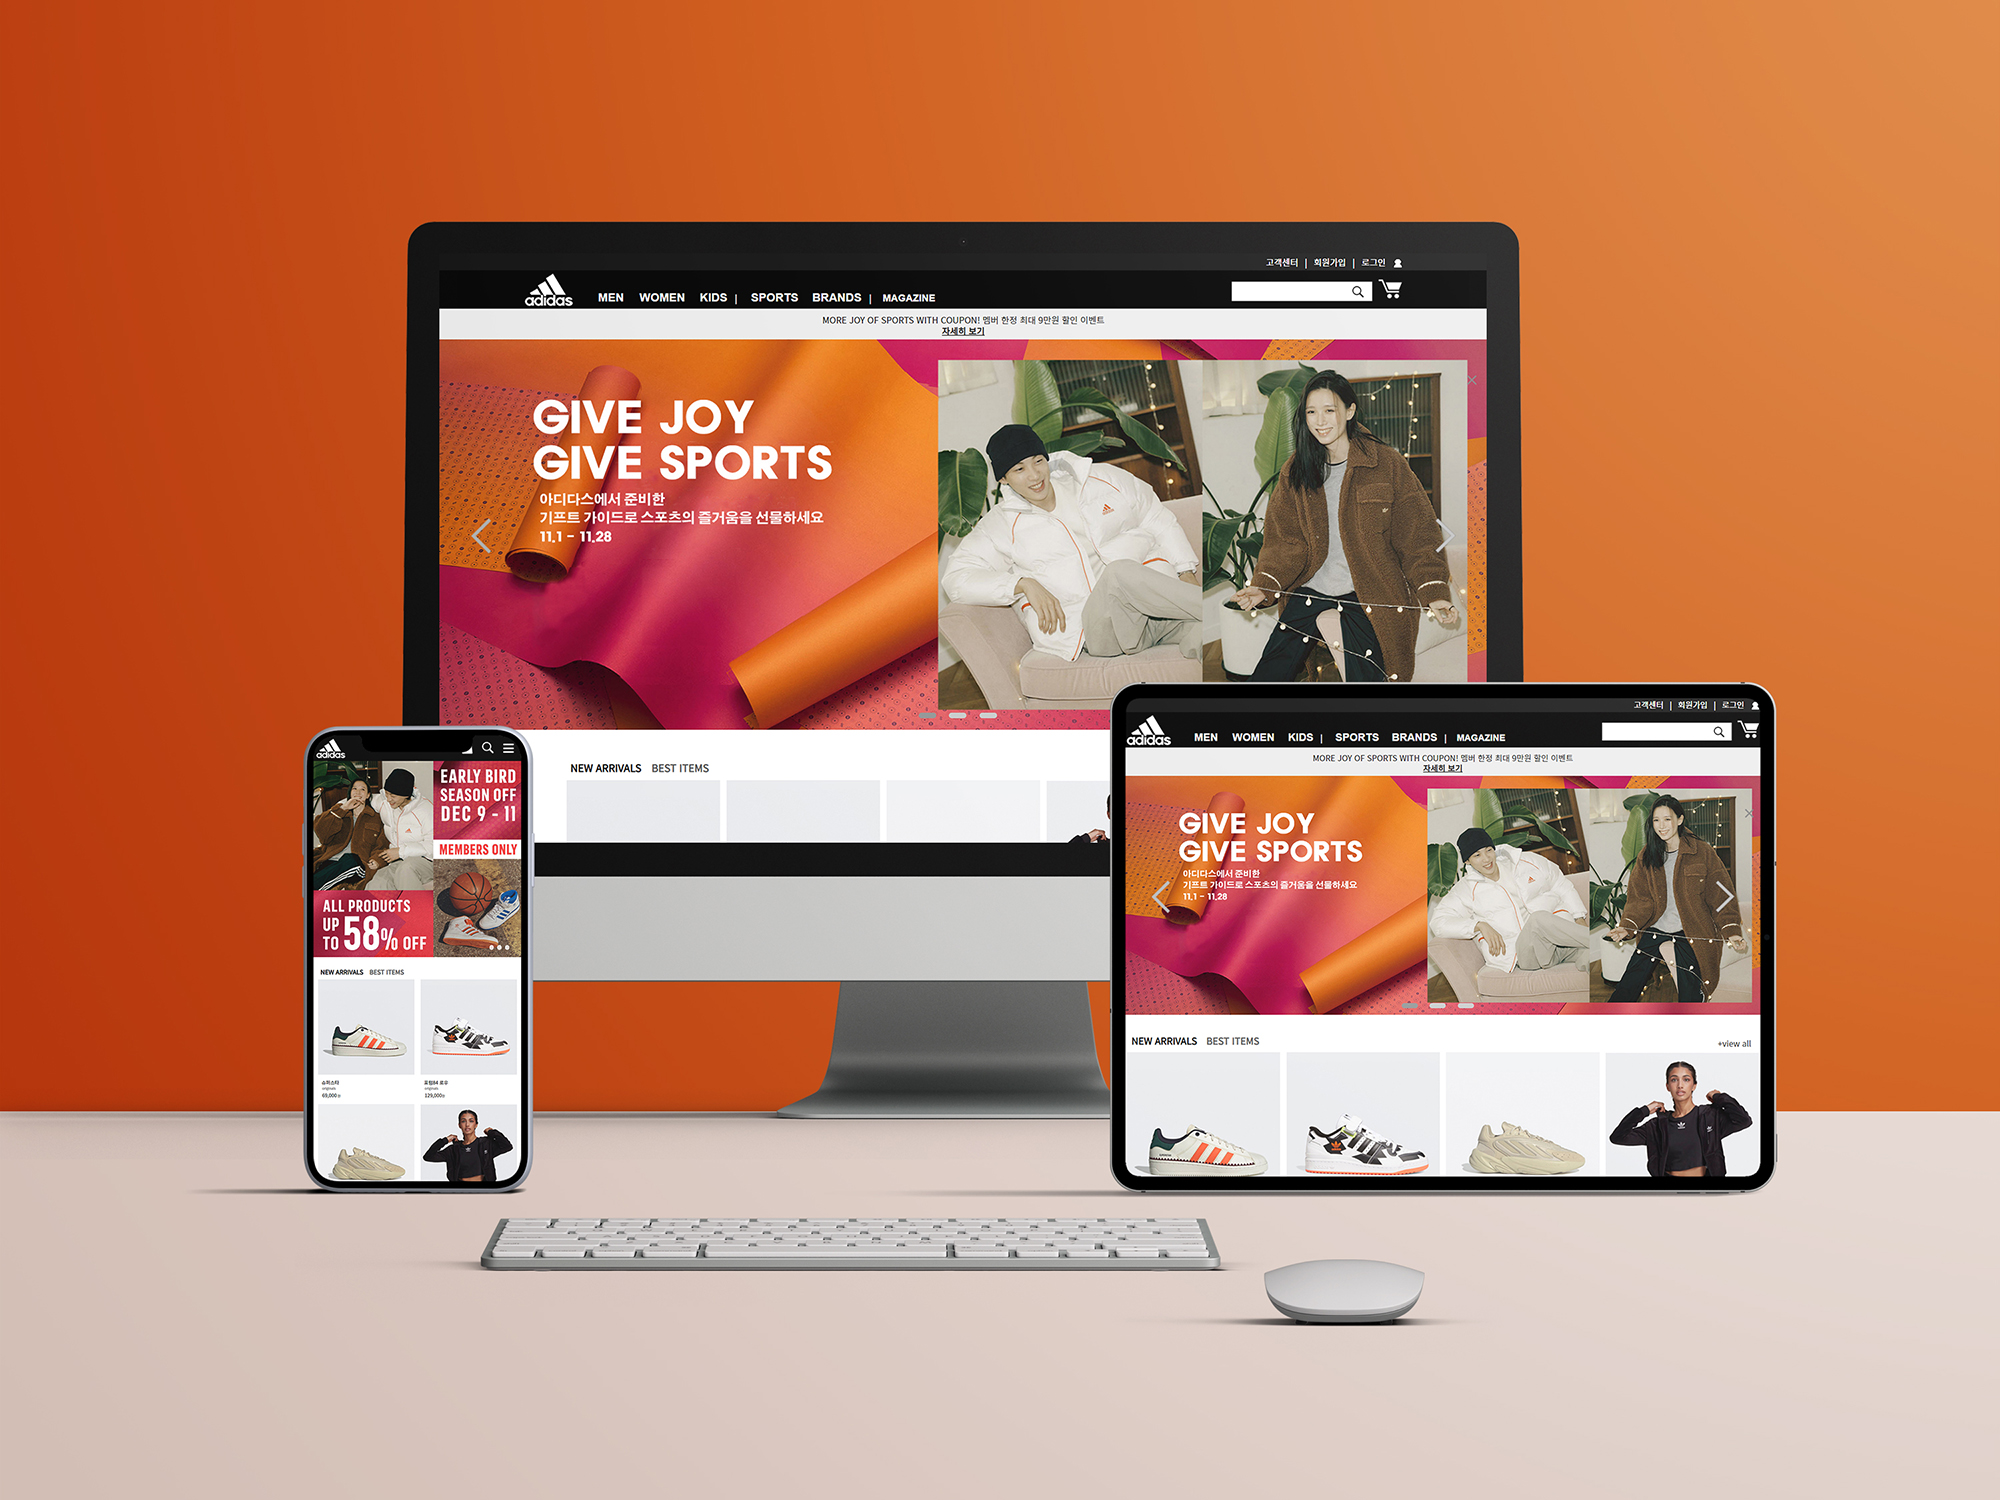 고객센터 | 회원가입 | 로그인
adidas
MEN WOMEN KIDS | SPORTS BRANDS | MAGAZINE
MORE JOY OF SPORTS WITH COUPON! 멤버 한정 최대 9만원 할인 이벤트
자세히 보기
GIVE JOY
GIVE SPORTS
아디다스에서 준비한
기프트 가이드로 스포츠의 즐거움을 선물하세요
11.1 - 11.28
NEW ARRIVALS BEST ITEMS
adidas
EARLY BIRD
SEASON OFF
DEC 9 - 11
MEMBERS ONLY
ALL PRODUCTS
UP
TO 58% OFF
NEW ARRIVALS BEST ITEMS
슈퍼스타
originals
69,000원
포럼84 로우
originals
129,000원
고객센터 | 회원가입 | 로그인
adidas
MEN WOMEN KIDS | SPORTS BRANDS | MAGAZINE
MORE JOY OF SPORTS WITH COUPON! 멤버 한정 최대 9만원 할인 이벤트
자세히 보기
GIVE JOY
GIVE SPORTS
아디다스에서 준비한
기프트 가이드로 스포츠의 즐거움을 선물하세요
11.1 - 11.28
NEW ARRIVALS BEST ITEMS
+view all